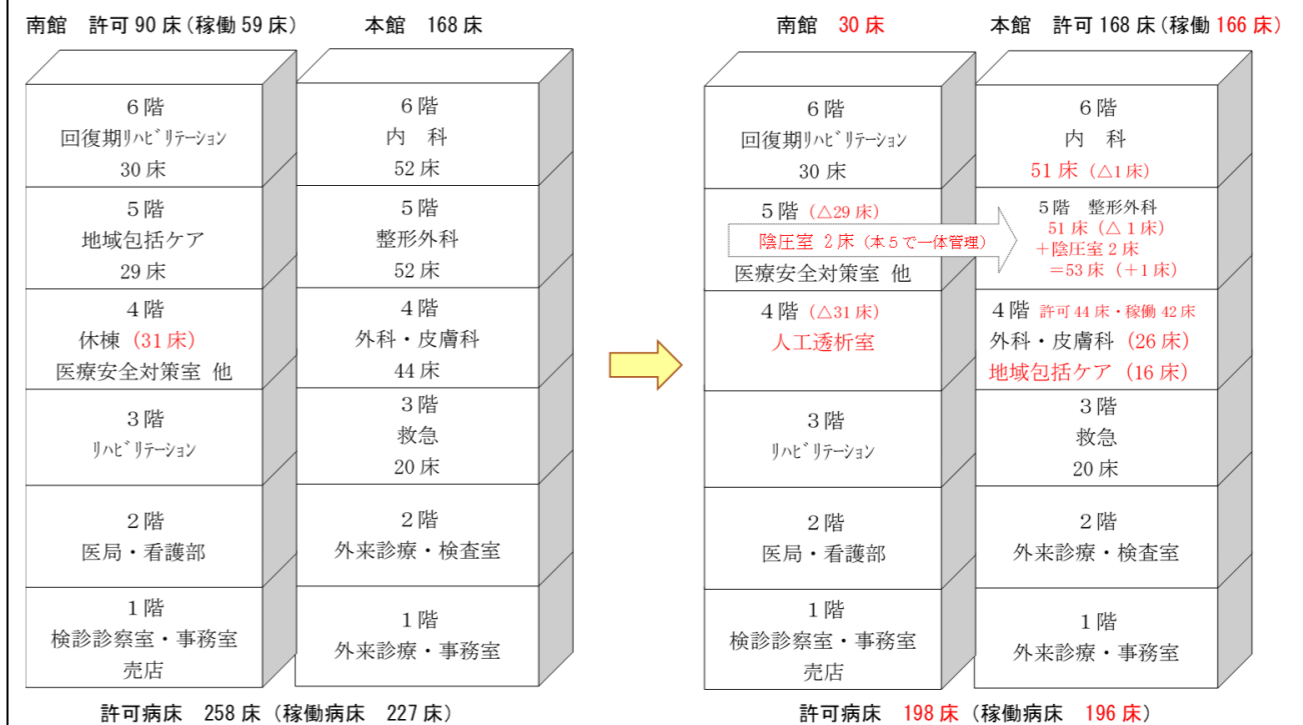 南館　許可 90 床（稼働 59 床）
本館　168 床
6階
回復期ﾘﾊﾋﾞﾘﾃｰｼｮﾝ
30 床
5階
地域包括ケア
29 床
4階
休棟（31 床）
医療安全対策室 他
3階
ﾘﾊﾋﾞﾘﾃｰｼｮﾝ
2階
医局・看護部
1階
検診診察室・事務室
売店
6階
内　科
52 床
5階
整形外科
52 床
4階
外科・皮膚科
44 床
3階
救急
20 床
2階
外来診療・検査室
1階
外来診療・事務室
許可病床　258 床（稼働病床　227 床）
南館　30 床
本館　許可 168 床（稼働 166 床）
6階
回復期ﾘﾊﾋﾞﾘﾃｰｼｮﾝ
30 床
5階（△29 床）
陰圧室 2床（本5で一体管理）
医療安全対策室 他
4階（△31 床）
人工透析室
3階
ﾘﾊﾋﾞﾘﾃｰｼｮﾝ
2階
医局・看護部
1階
検診診察室・事務室
売店
6階
内　科
51 床（△1床）
5階　整形外科
51 床（△ 1 床）
＋陰圧室 2 床
＝53 床（＋1 床）
4階 許可 44 床・稼働 42 床
外科・皮膚科（26 床）
地域包括ケア（16 床）
3階
救急
20 床
2階
外来診療・検査室
1階
外来診療・事務室
許可病床　198 床（稼働病床　196 床）